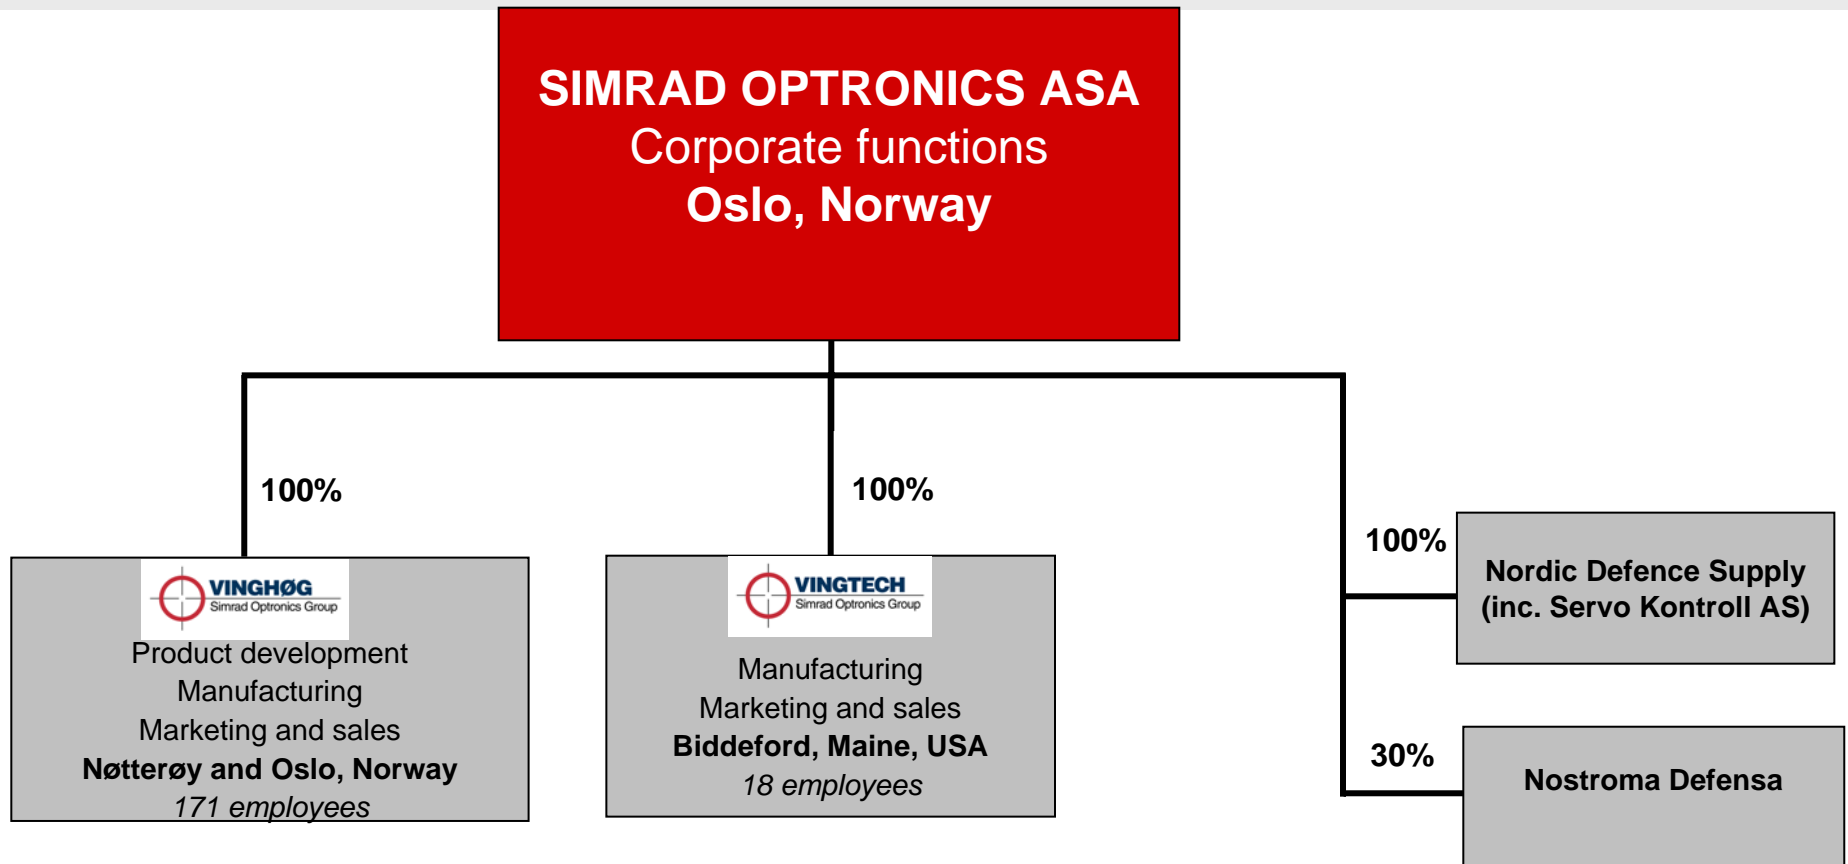 SIMRAD OPTRONICS ASA
Corporate functions
Oslo, Norway
100%
VINGHØG
Simrad Optronics Group
Product development
Manufacturing
Marketing and sales
Nøtterøy and Oslo, Norway
171 employees
100%
VINGTECH
Simrad Optronics Group
Manufacturing
Marketing and sales
Biddeford, Maine, USA
18 employees
100%
Nordic Defence Supply
(inc. Servo Kontroll AS)
30%
Nostroma Defensa